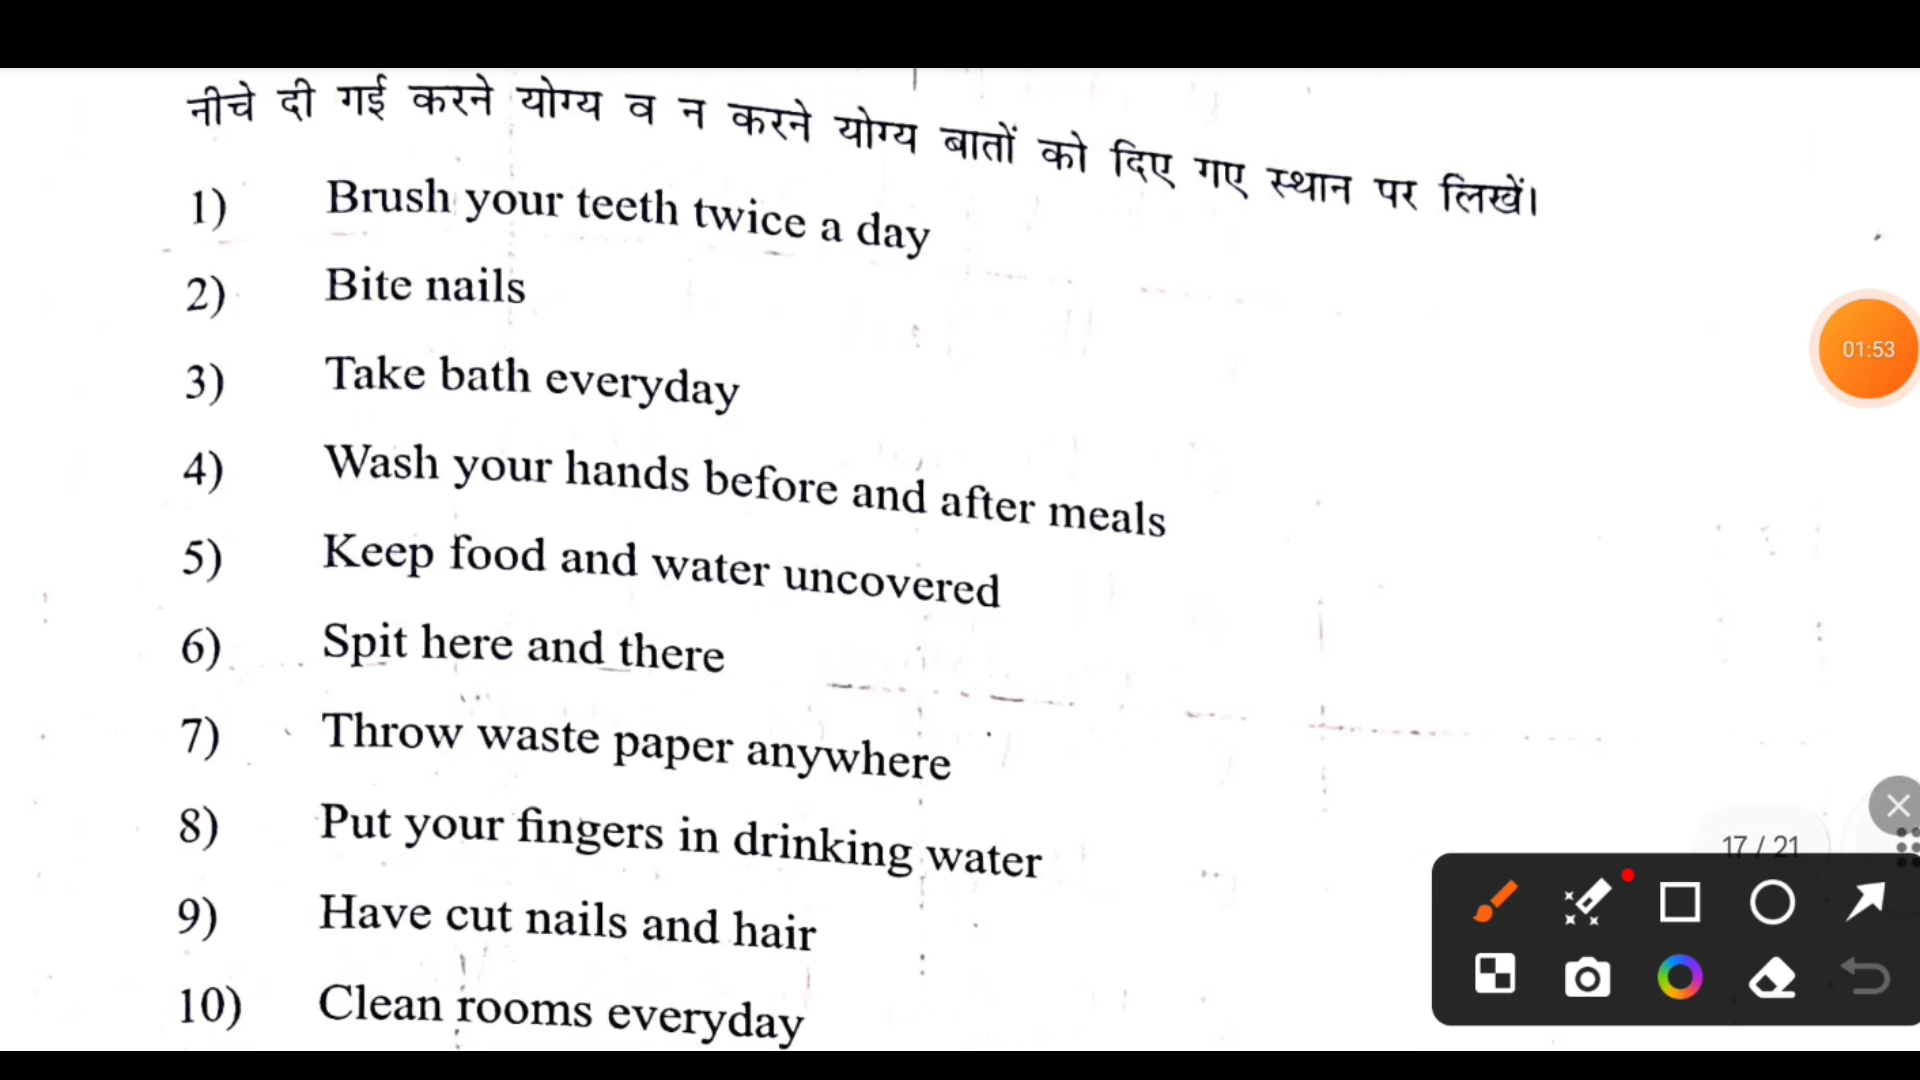 नीचे दी गई करने योग्य व न करने योग्य बातों को दिए गए स्थान पर लिखें।
1) Brush your teeth twice a day
2) Bite nails
3) Take bath everyday
4) Wash your hands before and after meals
5) Keep food and water uncovered
6) Spit here and there
7) Throw waste paper anywhere
8) Put your fingers in drinking water
9) Have cut nails and hair
10) Clean rooms everyday
01:53
17 / 21